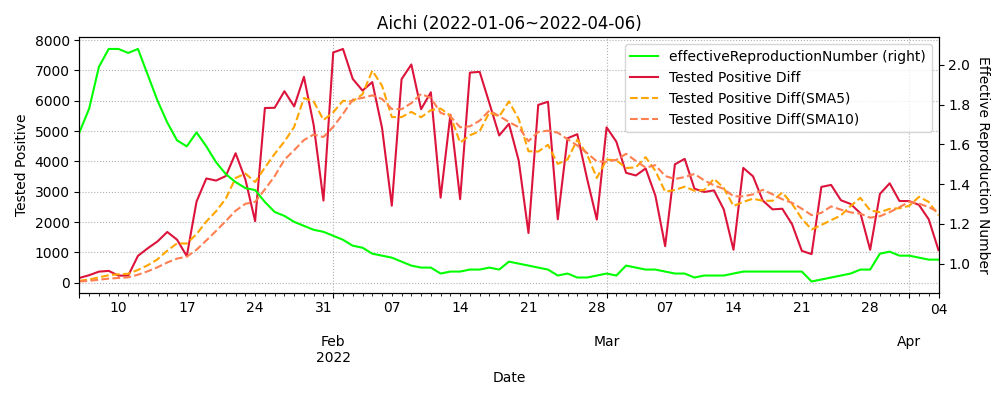 Aichi (2022-01-06~2022-04-06)
effectiveReproductionNumber (right)
Tested Positive Diff
Tested Positive Diff(SMA5)
Tested Positive Diff(SMA10)
Tested Positive
8000
7000
6000
5000
4000
3000
2000
1000
0
2.0
1.8
1.6
1.4
1.2
1.0
Effective Reproduction Number
10 17 24 31 07 14 21 28 07 14 21 28 04
Feb Mar Apr
2022
Date